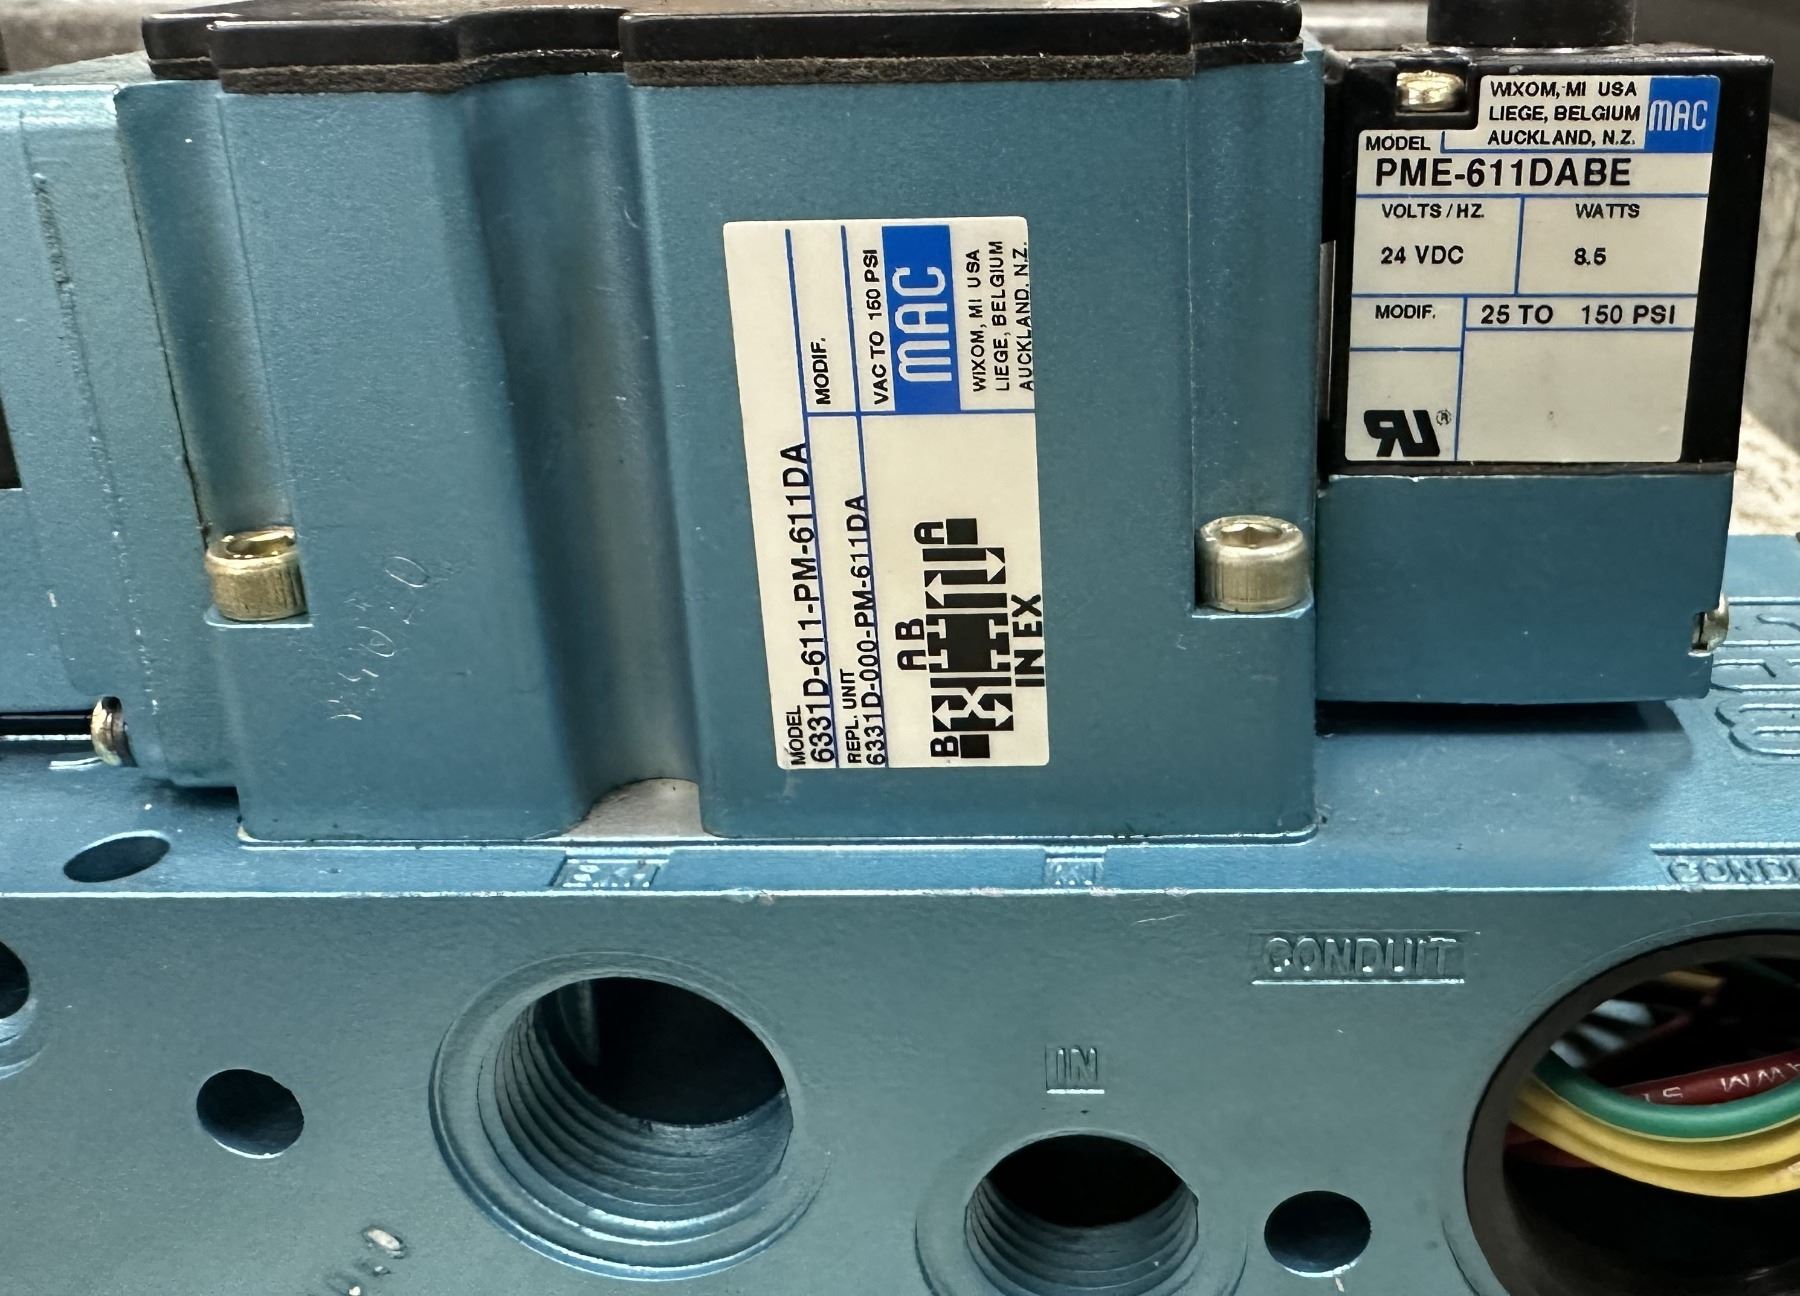 WIXOM, MI USA
LIEGE, BELGIUM
AUCKLAND, N.Z.
MAC
MODEL
PME-611DABE
VOLTS/HZ.
WATTS
24 VDC
8.5
MODIF.
25 TO 150 PSI
MODEL
6331D-611-PM-611DA
MODIF.
REPL. UNIT
6331D-000-PM-611DA
VAC TO 150 PSI
MAC
WIXOM, MI USA
LIEGE, BELGIUM
AUCKLAND, N.Z.
B
A B
A
IN EX
IN
CONDUIT
IN